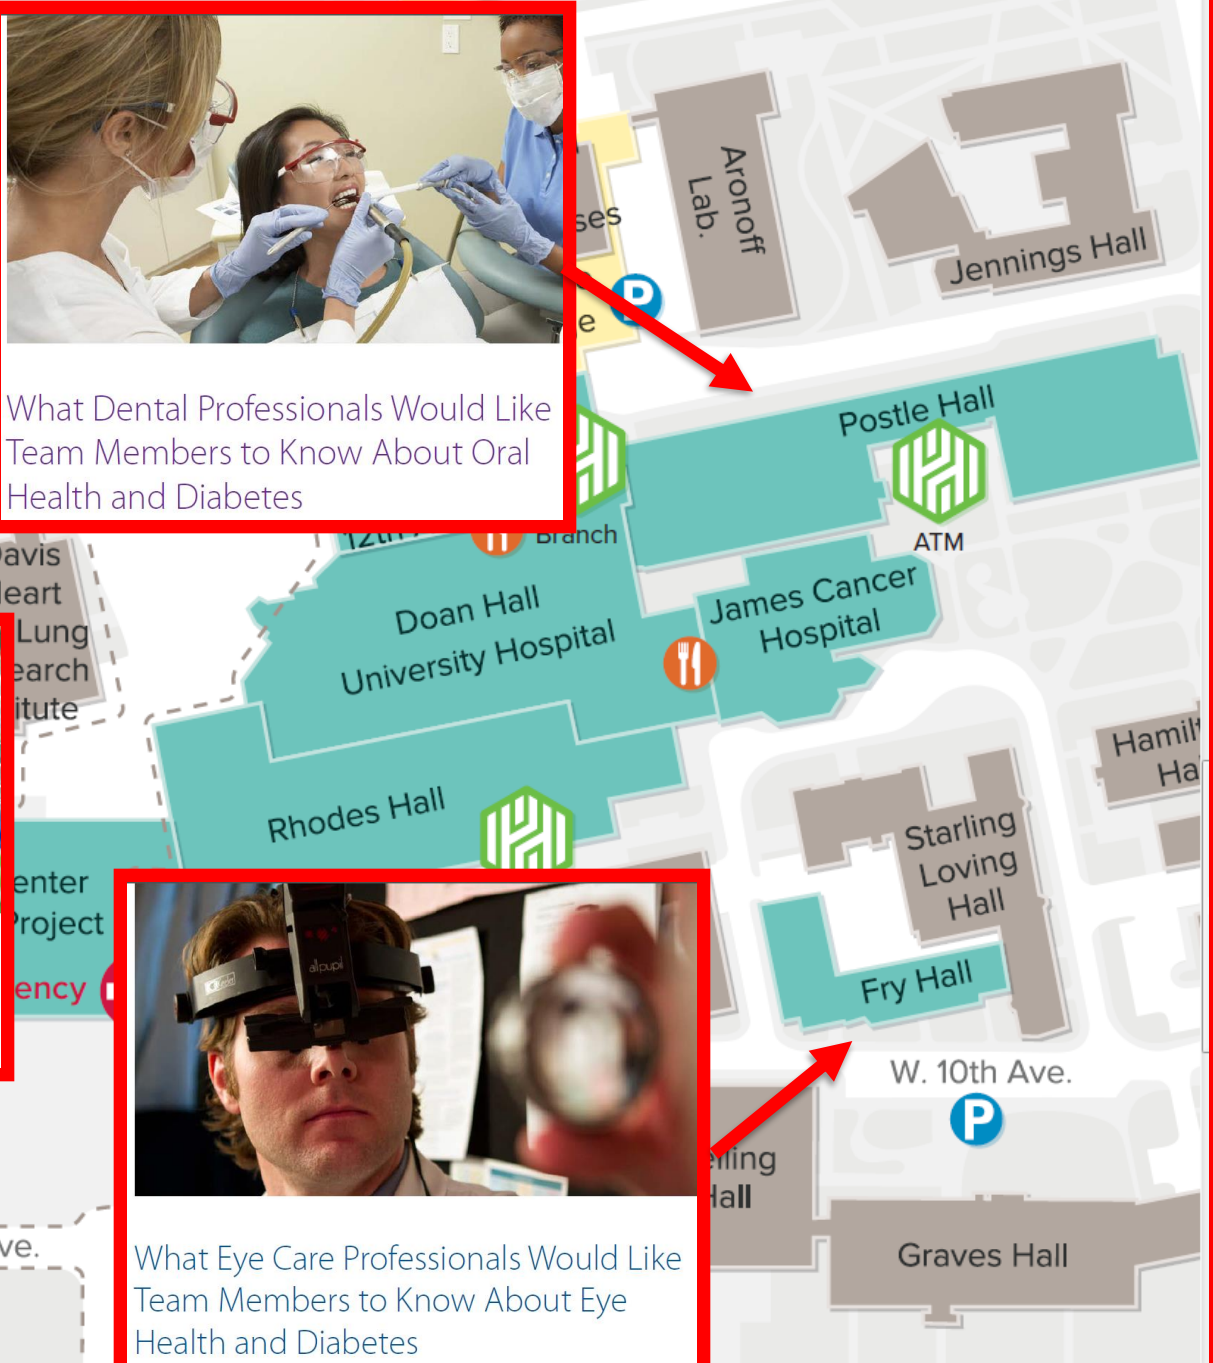 What Dental Professionals Would Like
Team Members to Know About Oral
Health and Diabetes
Aronoff
Lab.
Jennings Hall
P
Postle Hall
ATM
Branch
Doan Hall
University Hospital
James Cancer
Hospital
Lung
Rhodes Hall
Starling
Loving
Hall
Fry Hall
W. 10th Ave.
P
Graves Hall
allpupil
What Eye Care Professionals Would Like
Team Members to Know About Eye
Health and Diabetes